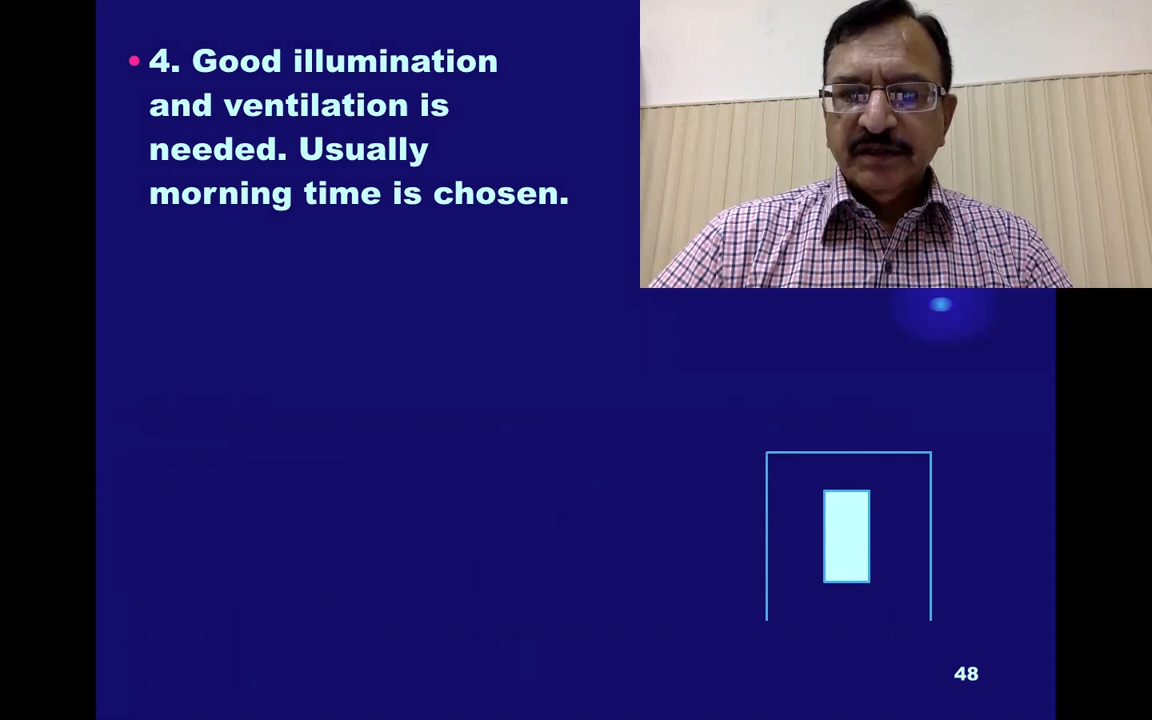 • 4. Good illumination
and ventilation is
needed. Usually
morning time is chosen.
48